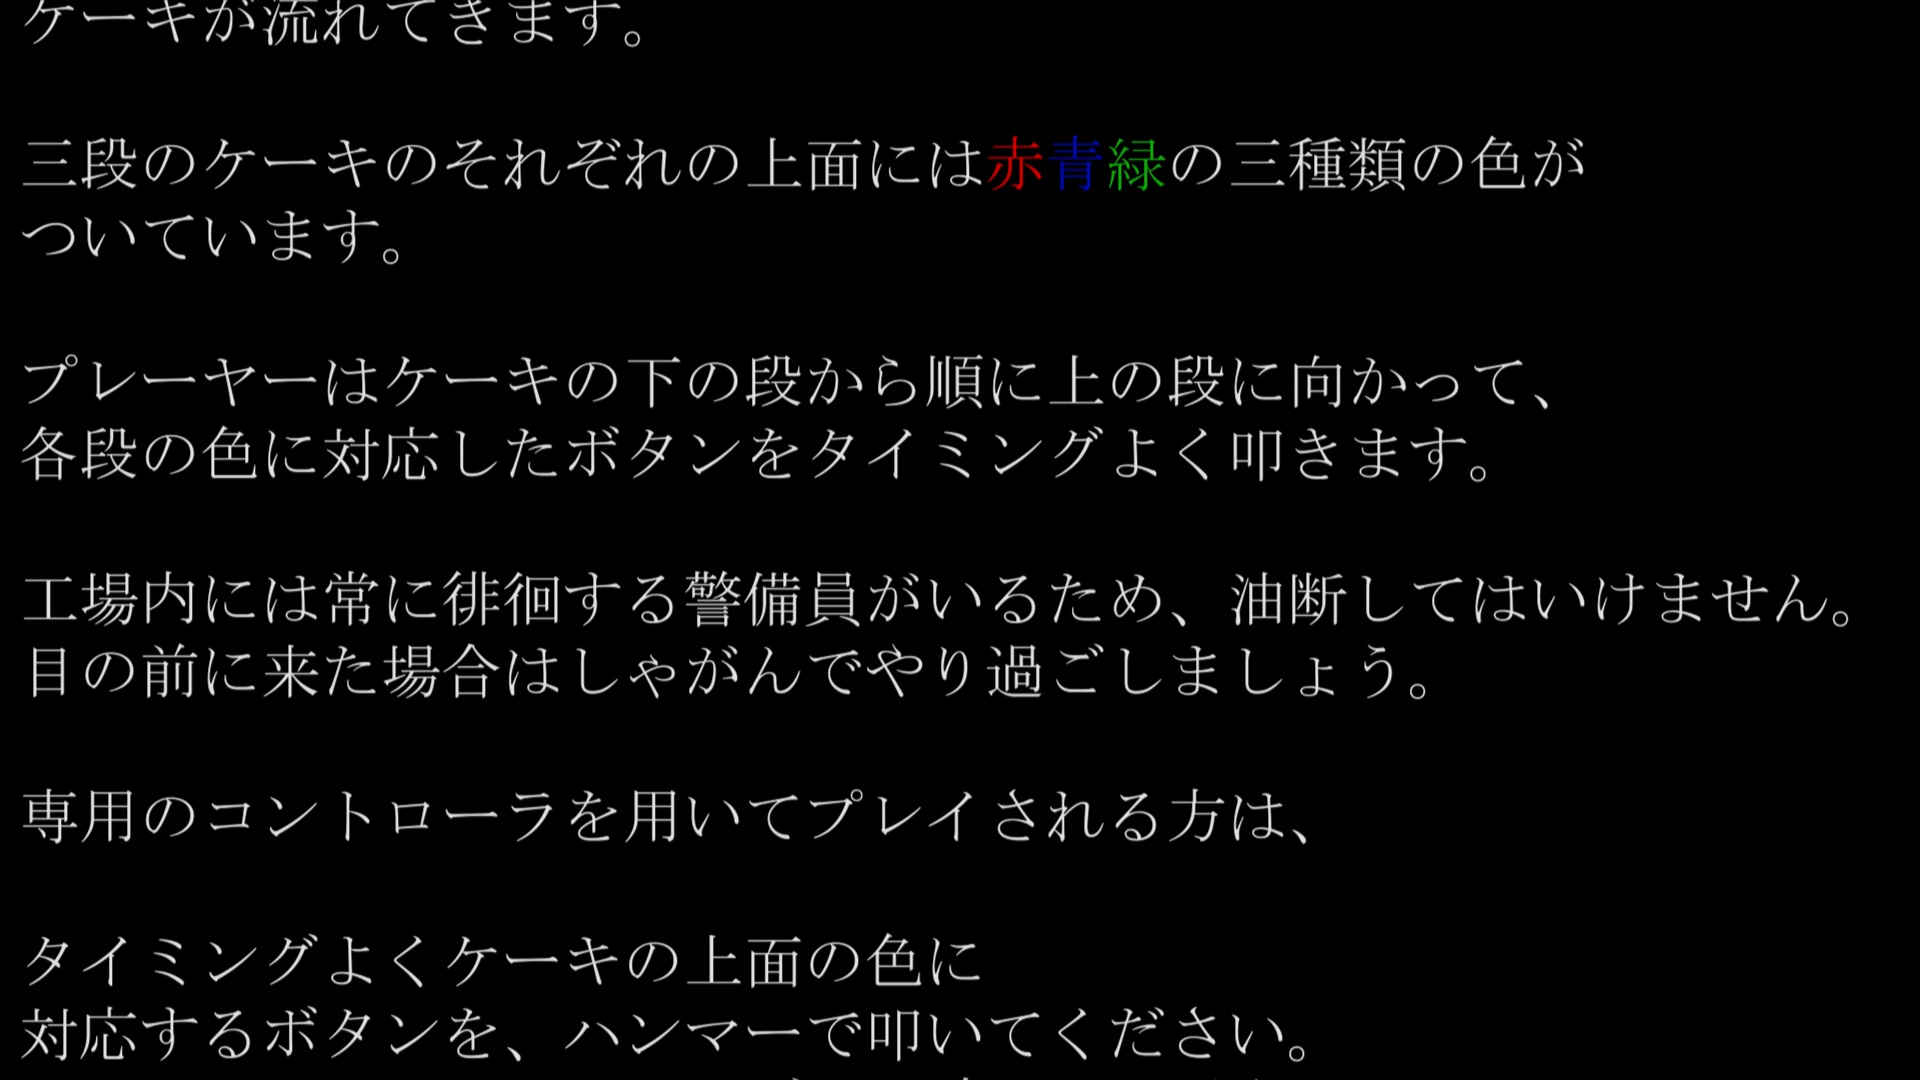 ケーキが流れてきます。
三段のケーキのそれぞれの上面には赤青緑の三種類の色が
ついています。
プレーヤーはケーキの下の段から順に上の段に向かって、
各段の色に対応したボタンをタイミングよく叩きます。
工場内には常に徘徊する警備員がいるため、油断してはいけません。
目の前に来た場合はしゃがんでやり過ごしましょう。
専用のコントローラを用いてプレイされる方は、
タイミングよくケーキの上面の色に
対応するボタンを、ハンマーで叩いてください。